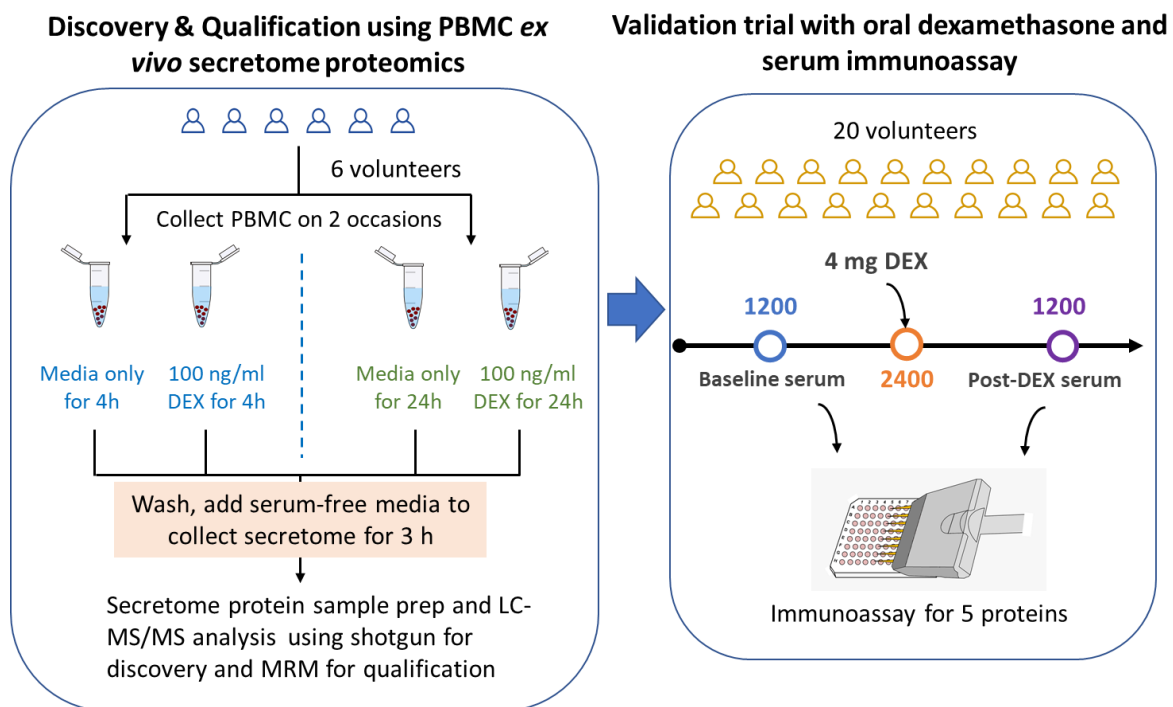 Discovery & Qualification using PBMC ex
vivo secretome proteomics
6 volunteers
Collect PBMC on 2 occasions
Media only
for 4h
100 ng/ml
DEX for 4h
Media only
for 24h
100 ng/ml
DEX for 24h
Wash, add serum-free media to
collect secretome for 3 h
Secretome protein sample prep and LC-
MS/MS analysis using shotgun for
discovery and MRM for qualification
Validation trial with oral dexamethasone and
serum immunoassay
20 volunteers
4 mg DEX
1200
1200
Baseline serum
2400
Post-DEX serum
Immunoassay for 5 proteins